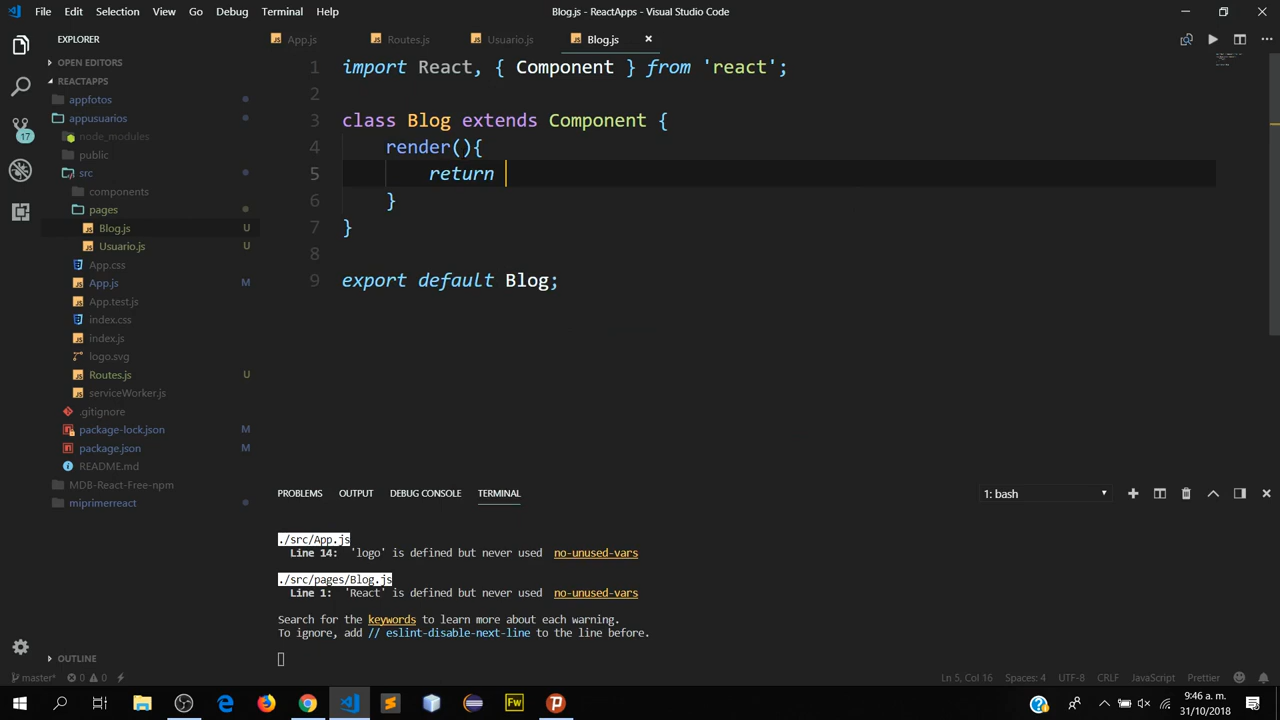 File Edit Selection View Go Debug Terminal Help Blog.js - ReactApps - Visual Studio Code
EXPLORER
App.js Routes.js Usuario.js Blog.js
OPEN EDITORS
REACTAPPS
appfotos
appusuarios
node_modules
public
src
components
pages
Blog.js U
Usuario.js U
App.css
App.js M
App.test.js
index.css
index.js
logo.svg
Routes.js U
serviceWorker.js
.gitignore
package-lock.json M
package.json M
README.md
MDB-React-Free-npm
miprimerreact
OUTLINE
17
1 import React, { Component } from 'react';
2
3 class Blog extends Component {
4 render(){
5 return
6 }
7 }
8
9 export default Blog;
PROBLEMS OUTPUT DEBUG CONSOLE TERMINAL 1: bash
./src/App.js
Line 14: 'logo' is defined but never used no-unused-vars
./src/pages/Blog.js
Line 1: 'React' is defined but never used no-unused-vars
Search for the keywords to learn more about each warning.
To ignore, add // eslint-disable-next-line to the line before.
master* 0 0 Ln 5, Col 16 Spaces: 4 UTF-8 CRLF JavaScript Prettier
Fw
9:46 a. m.
31/10/2018